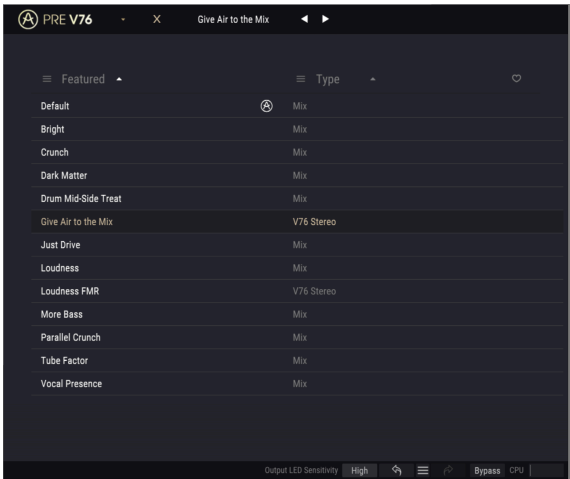 PRE V76 X Give Air to the Mix
Featured Type
Default Mix
Bright Mix
Crunch Mix
Dark Matter Mix
Drum Mid-Side Treat Mix
Give Air to the Mix V76 Stereo
Just Drive Mix
Loudness Mix
Loudness FMR V76 Stereo
More Bass Mix
Parallel Crunch Mix
Tube Factor Mix
Vocal Presence Mix
Output LED Sensitivity High Bypass CPU